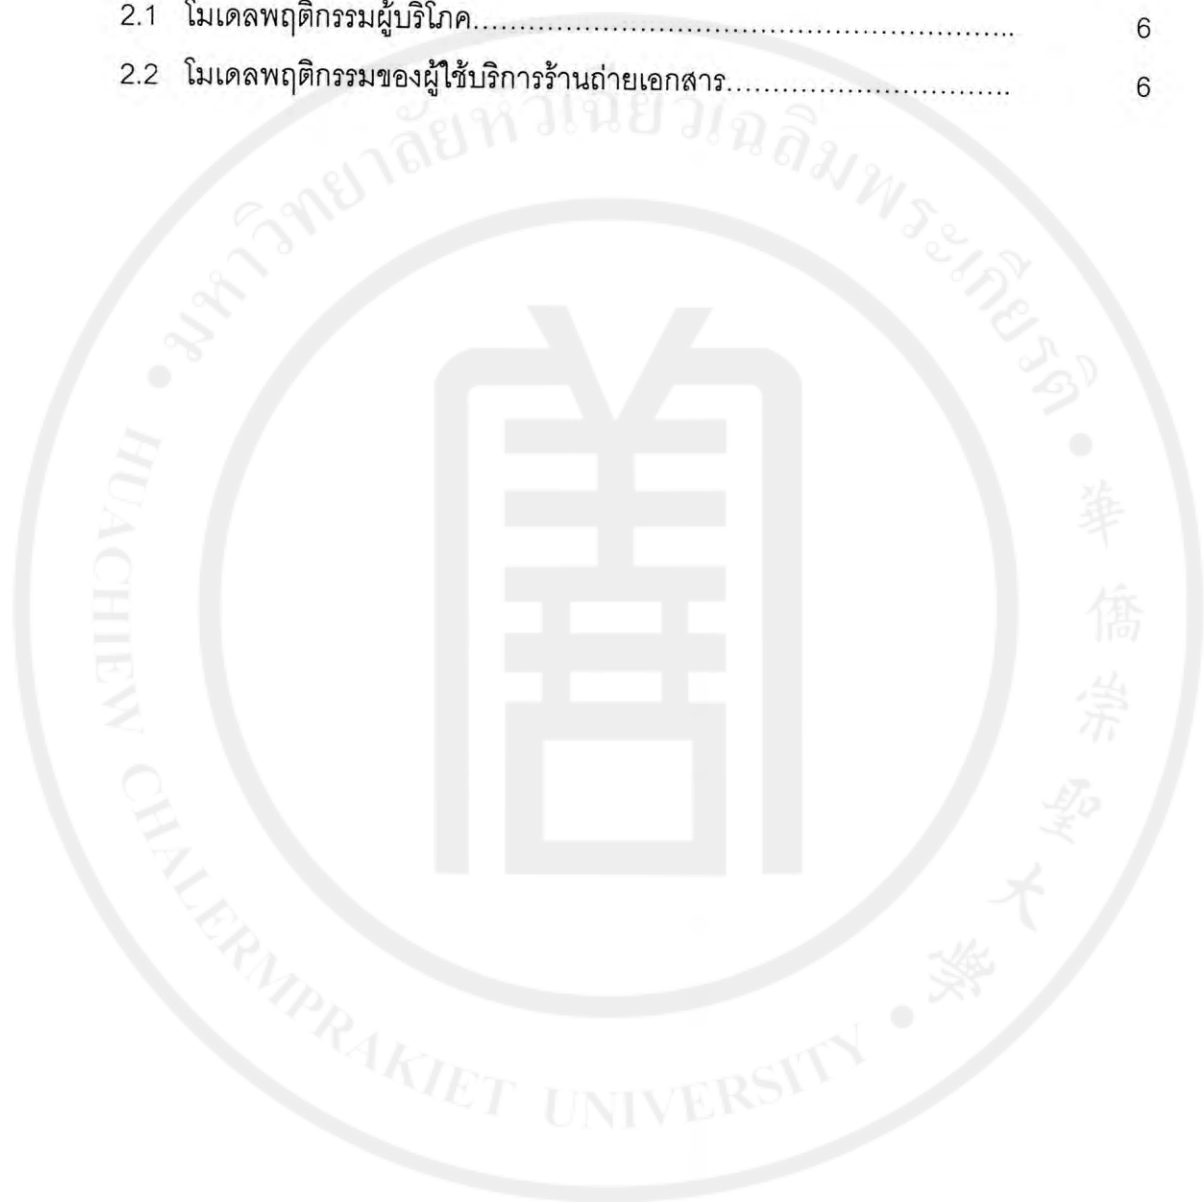 2.1 โมเดลพฤติกรรมผู้บริโภค................................................................ 6
2.2 โมเดลพฤติกรรมของผู้ใช้บริการร้านถ่ายเอกสาร................................. 6
มหาวิทยาลัยหัวเฉียวเฉลิมพระเกียรติ
華僑崇聖大學
HUACHIEW CHALERMPRAKIET UNIVERSITY